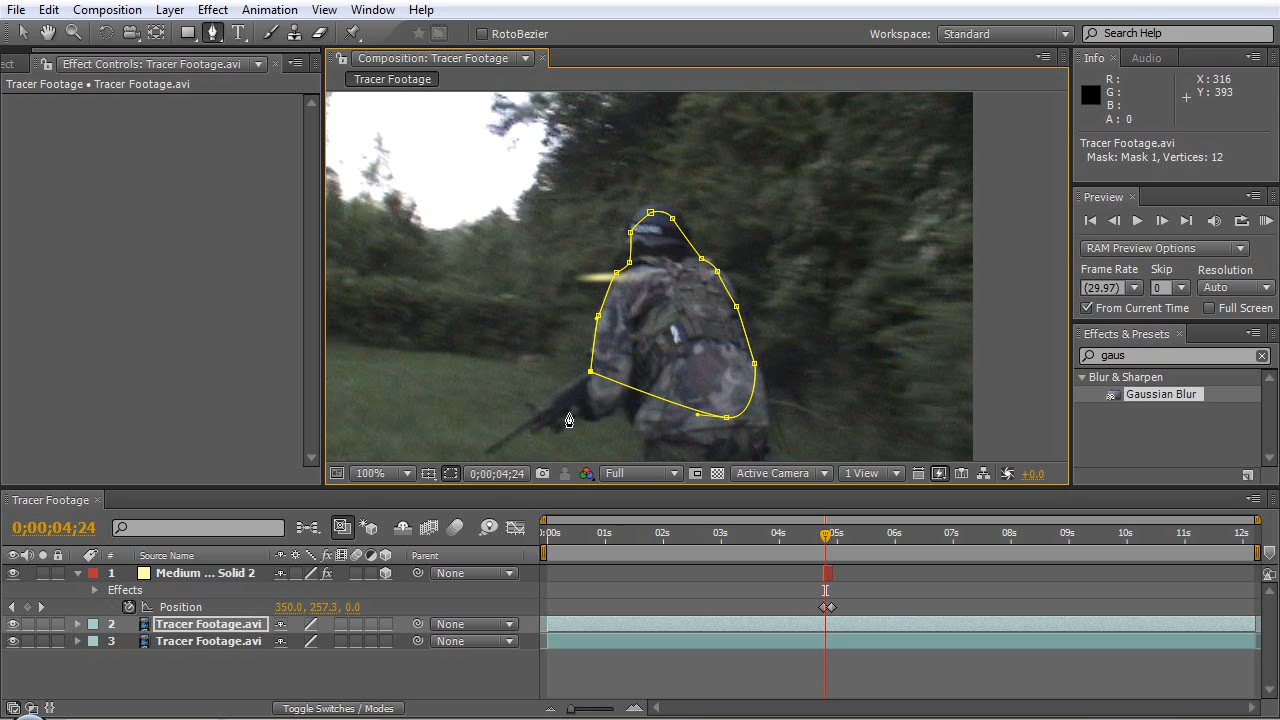 File Edit Composition Layer Effect Animation View Window Help
RotoBezier
Workspace: Standard
Search Help
Effect Controls: Tracer Footage.avi
Tracer Footage • Tracer Footage.avi
Composition: Tracer Footage
Tracer Footage
Info Audio
R :
G :
B :
A : 0
X : 316
Y : 393
Tracer Footage.avi
Mask: Mask 1, Vertices: 12
Preview
RAM Preview Options
Frame Rate Skip Resolution
(29.97) 0 Auto
From Current Time Full Screen
Effects & Presets
gaus
Blur & Sharpen
Gaussian Blur
100% 0;00;04;24 Full Active Camera 1 View +0.0
Tracer Footage
0;00;04;24
:00s 01s 02s 03s 04s 05s 06s 07s 08s 09s 10s 11s 12s
# Source Name Parent
1 Medium ... Solid 2 None
Effects
Position 350.0, 257.3, 0.0
2 Tracer Footage.avi None
3 Tracer Footage.avi None
Toggle Switches / Modes